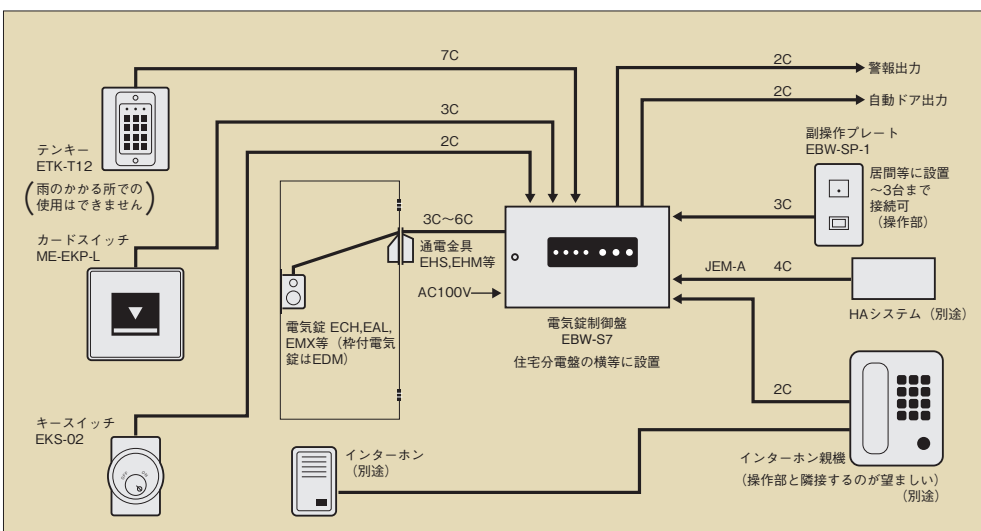 7C
2C
警報出力
2C
自動ドア出力
3C
2C
テンキー
ETK-T12
(雨のかかる所での
使用はできません)
副操作プレート
EBW-SP-1
居間等に設置
〜3台まで
接続可
(操作部)
3C
カードスイッチ
ME-EKP-L
3C〜6C
通電金具
EHS,EHM等
AC100V
JEM-A 4C
HAシステム(別途)
電気錠 ECH,EAL,
EMX等(枠付電気
錠はEDM)
電気錠制御盤
EBW-S7
住宅分電盤の横等に設置
2C
キースイッチ
EKS-02
OFF ON
インターホン
(別途)
インターホン親機
(操作部と隣接するのが望ましい)
(別途)